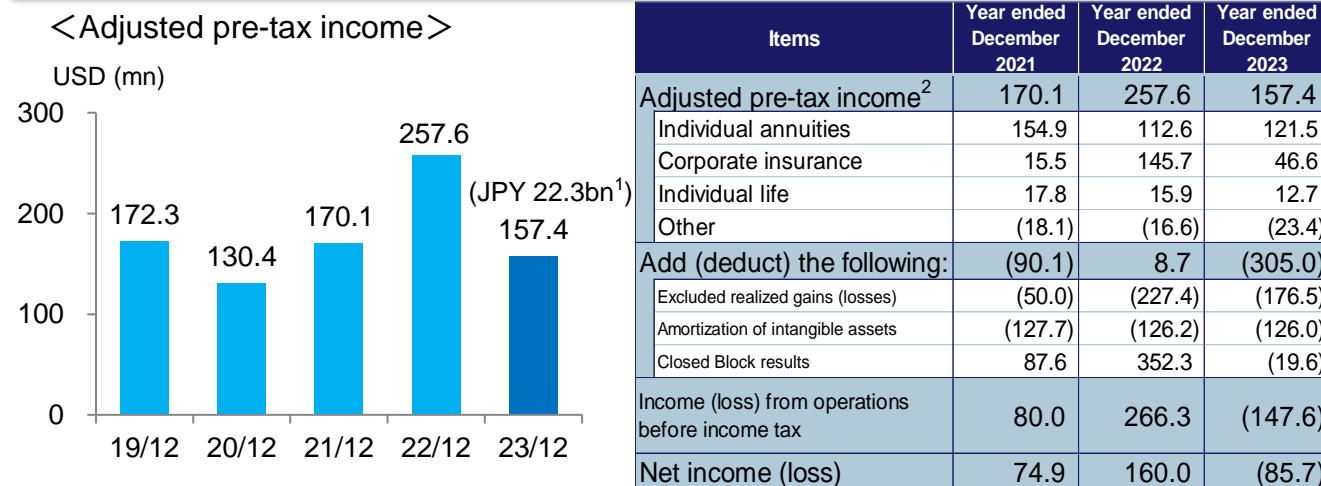 ＜Adjusted pre-tax income＞
USD (mn)
300
200
100
0
172.3
130.4
170.1
257.6
(JPY 22.3bn1)
157.4
19/12 20/12 21/12 22/12 23/12
Items Year ended December 2021 Year ended December 2022 Year ended December 2023
Adjusted pre-tax income2 170.1 257.6 157.4
Individual annuities 154.9 112.6 121.5
Corporate insurance 15.5 145.7 46.6
Individual life 17.8 15.9 12.7
Other (18.1) (16.6) (23.4)
Add (deduct) the following: (90.1) 8.7 (305.0)
Excluded realized gains (losses) (50.0) (227.4) (176.5)
Amortization of intangible assets (127.7) (126.2) (126.0)
Closed Block results 87.6 352.3 (19.6)
Income (loss) from operations
before income tax 80.0 266.3 (147.6)
Net income (loss) 74.9 160.0 (85.7)